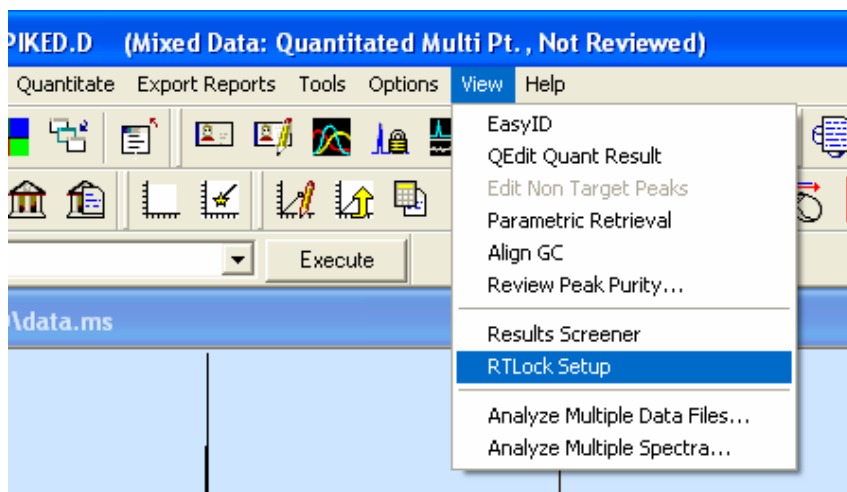 PIKED.D (Mixed Data: Quantitated Multi Pt. , Not Reviewed)
Quantitate Export Reports Tools Options View Help
EasyID
QEdit Quant Result
Edit Non Target Peaks
Parametric Retrieval
Align GC
Execute
Review Peak Purity...
\data.ms
Results Screener
RTLock Setup
Analyze Multiple Data Files...
Analyze Multiple Spectra...